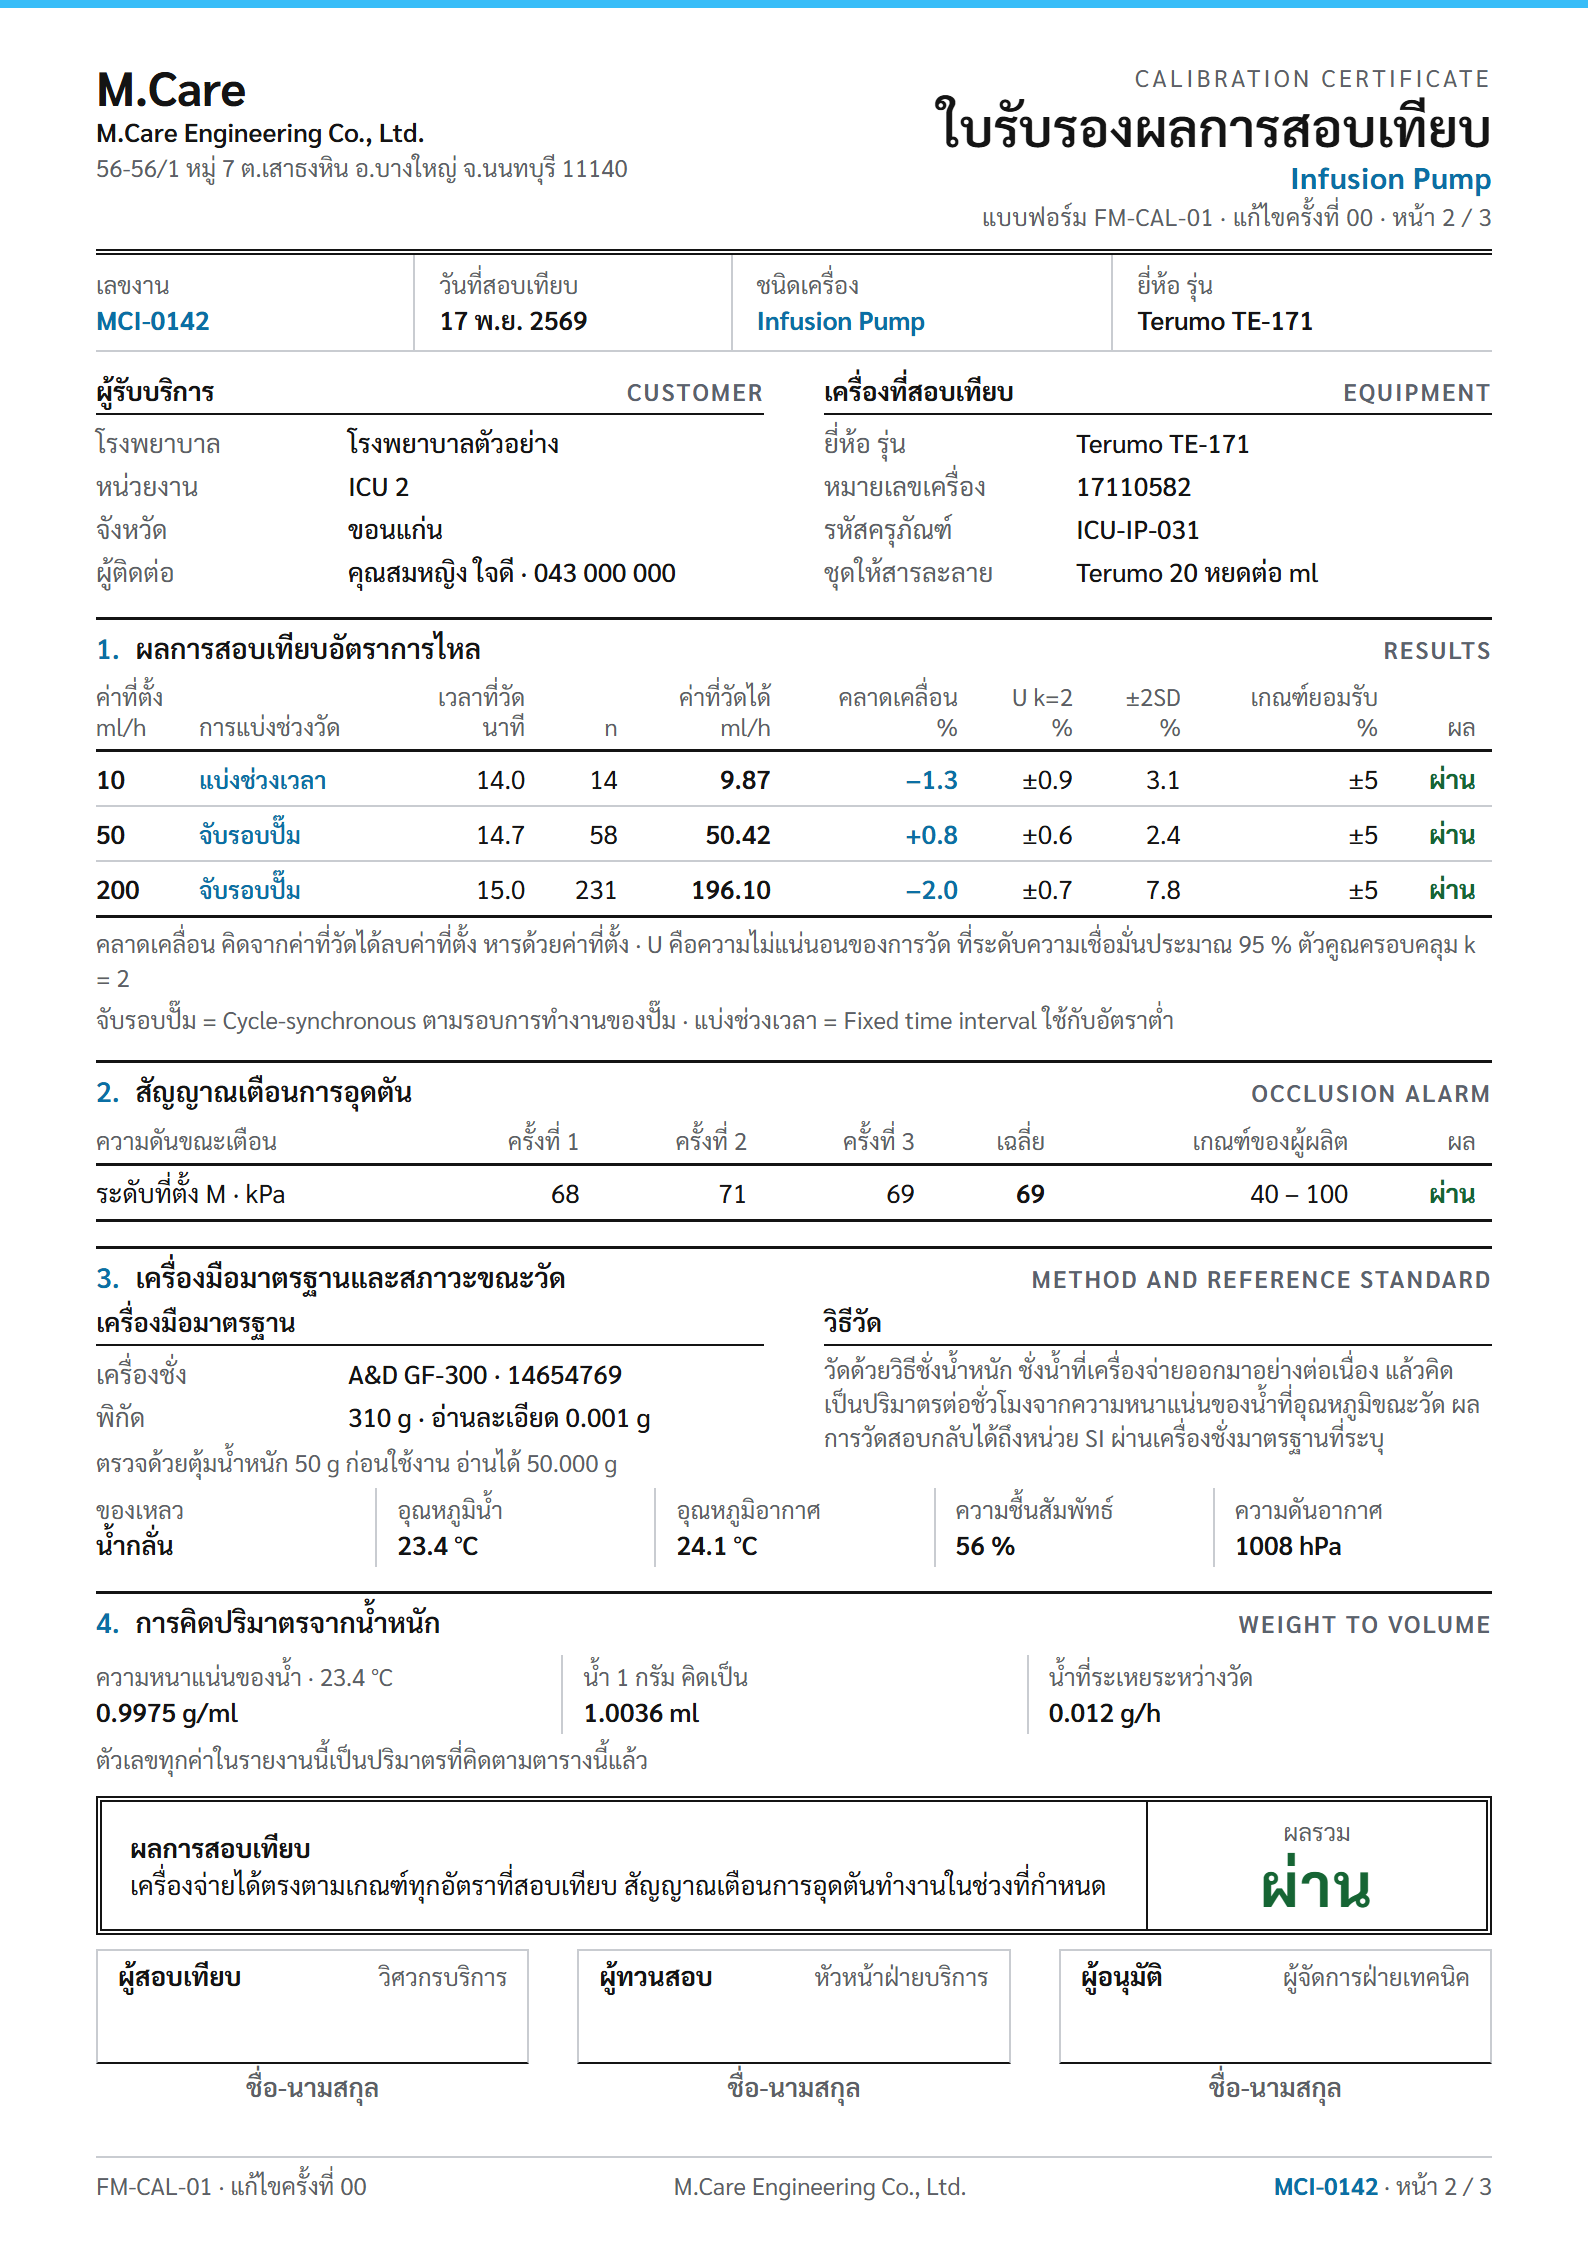 M.Care
M.Care Engineering Co., Ltd.
56-56/1 หมู่ 7 ต.เสาธงหิน อ.บางใหญ่ จ.นนทบุรี 11140
CALIBRATION CERTIFICATE
ใบรับรองผลการสอบเทียบ
Infusion Pump
แบบฟอร์ม FM-CAL-01 · แก้ไขครั้งที่ 00 · หน้า 2 / 3
เลขงาน วันที่สอบเทียบ ชนิดเครื่อง ยี่ห้อ รุ่น
MCI-0142 17 พ.ย. 2569 Infusion Pump Terumo TE-171
ผู้รับบริการ CUSTOMER
โรงพยาบาล โรงพยาบาลตัวอย่าง
หน่วยงาน ICU 2
จังหวัด ขอนแก่น
ผู้ติดต่อ คุณสมหญิง ใจดี · 043 000 000
เครื่องที่สอบเทียบ EQUIPMENT
ยี่ห้อ รุ่น Terumo TE-171
หมายเลขเครื่อง 17110582
รหัสครุภัณฑ์ ICU-IP-031
ชุดให้สารละลาย Terumo 20 หยดต่อ ml
1. ผลการสอบเทียบอัตราการไหล RESULTS
ค่าที่ตั้ง เวลาที่วัด ค่าที่วัดได้ คลาดเคลื่อน U k=2 ±2SD เกณฑ์ยอมรับ
ml/h การแบ่งช่วงวัด นาที n ml/h % % % % ผล
10 แบ่งช่วงเวลา 14.0 14 9.87 −1.3 ±0.9 3.1 ±5 ผ่าน
50 จับรอบปั๊ม 14.7 58 50.42 +0.8 ±0.6 2.4 ±5 ผ่าน
200 จับรอบปั๊ม 15.0 231 196.10 −2.0 ±0.7 7.8 ±5 ผ่าน
คลาดเคลื่อน คิดจากค่าที่วัดได้ลบค่าที่ตั้ง หารด้วยค่าที่ตั้ง · U คือความไม่แน่นอนของการวัด ที่ระดับความเชื่อมั่นประมาณ 95 % ตัวคูณครอบคลุม k
= 2
จับรอบปั๊ม = Cycle-synchronous ตามรอบการทำงานของปั๊ม · แบ่งช่วงเวลา = Fixed time interval ใช้กับอัตราต่ำ
2. สัญญาณเตือนการอุดตัน OCCLUSION ALARM
ความดันขณะเตือน ครั้งที่ 1 ครั้งที่ 2 ครั้งที่ 3 เฉลี่ย เกณฑ์ของผู้ผลิต ผล
ระดับที่ตั้ง M · kPa 68 71 69 69 40 – 100 ผ่าน
3. เครื่องมือมาตรฐานและสภาวะขณะวัด METHOD AND REFERENCE STANDARD
เครื่องมือมาตรฐาน
เครื่องชั่ง A&D GF-300 · 14654769
พิกัด 310 g · อ่านละเอียด 0.001 g
ตรวจด้วยตุ้มน้ำหนัก 50 g ก่อนใช้งาน อ่านได้ 50.000 g
วิธีวัด
วัดด้วยวิธีชั่งน้ำหนัก ชั่งน้ำที่เครื่องจ่ายออกมาอย่างต่อเนื่อง แล้วคิด
เป็นปริมาตรต่อชั่วโมงจากความหนาแน่นของน้ำที่อุณหภูมิขณะวัด ผล
การวัดสอบกลับได้ถึงหน่วย SI ผ่านเครื่องชั่งมาตรฐานที่ระบุ
ของเหลว อุณหภูมิน้ำ อุณหภูมิอากาศ ความชื้นสัมพัทธ์ ความดันอากาศ
น้ำกลั่น 23.4 °C 24.1 °C 56 % 1008 hPa
4. การคิดปริมาตรจากน้ำหนัก WEIGHT TO VOLUME
ความหนาแน่นของน้ำ · 23.4 °C น้ำ 1 กรัม คิดเป็น น้ำที่ระเหยระหว่างวัด
0.9975 g/ml 1.0036 ml 0.012 g/h
ตัวเลขทุกค่าในรายงานนี้เป็นปริมาตรที่คิดตามตารางนี้แล้ว
ผลการสอบเทียบ
เครื่องจ่ายได้ตรงตามเกณฑ์ทุกอัตราที่สอบเทียบ สัญญาณเตือนการอุดตันทำงานในช่วงที่กำหนด
ผลรวม
ผ่าน
ผู้สอบเทียบ วิศวกรบริการ ผู้ทวนสอบ หัวหน้าฝ่ายบริการ ผู้อนุมัติ ผู้จัดการฝ่ายเทคนิค
ชื่อ-นามสกุล ชื่อ-นามสกุล ชื่อ-นามสกุล
FM-CAL-01 · แก้ไขครั้งที่ 00 M.Care Engineering Co., Ltd. MCI-0142 · หน้า 2 / 3